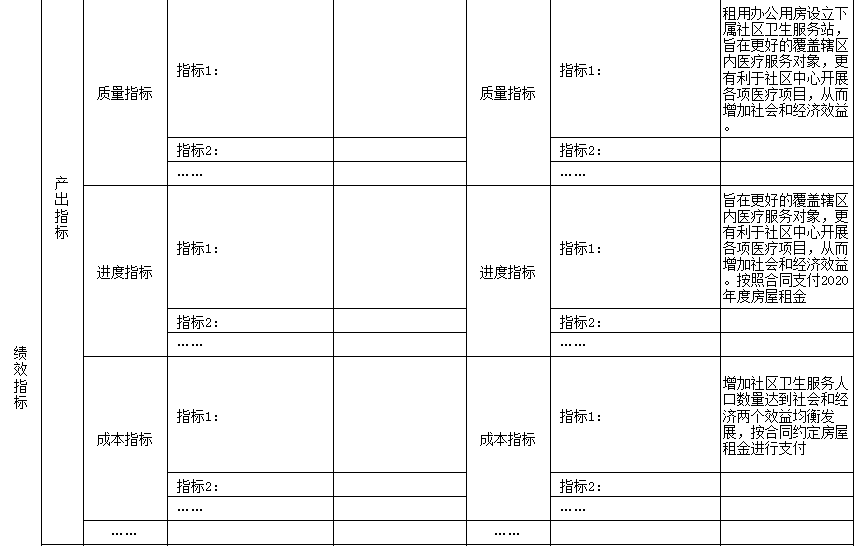 绩效指标
产出指标
质量指标
指标1：
质量指标
指标1：
租用办公用房设立下
属社区卫生服务站，
旨在更好的覆盖辖区
内医疗服务对象，更
有利于社区中心开展
各项医疗项目，从而
增加社会和经济效益
。
指标2：
指标2：
……
……
进度指标
指标1：
进度指标
指标1：
旨在更好的覆盖辖区
内医疗服务对象，更
有利于社区中心开展
各项医疗项目，从而
增加社会和经济效益
。按照合同支付2020
年度房屋租金
指标2：
指标2：
……
……
成本指标
指标1：
成本指标
指标1：
增加社区卫生服务人
口数量达到社会和经
济两个效益均衡发
展，按合同约定房屋
租金进行支付
指标2：
指标2：
……
……
……
……